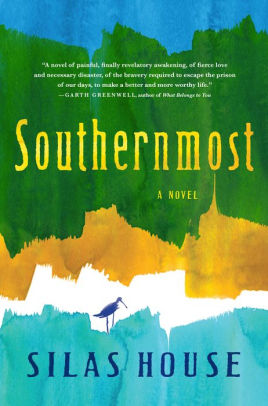 “A novel of painful, finally revelatory awakening, of fierce love
and necessary disaster, of the bravery required to escape the prison
of our days, to make a better and more worthy life.”
—GARTH GREENWELL, author of What Belongs to You
Southernmost
A NOVEL
SILAS HOUSE